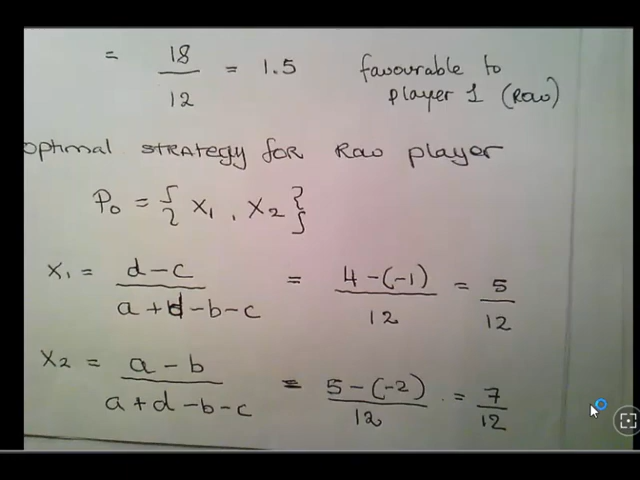 = 18/12 = 1.5 favourable to
player 1 (Row)
optimal strategy for Row player
P₀ = { x₁ , x₂ }
x₁ = d-c / a+d-b-c = 4-(-1) / 12 = 5/12
x₂ = a-b / a+d-b-c = 5-(-2) / 12 = 7/12